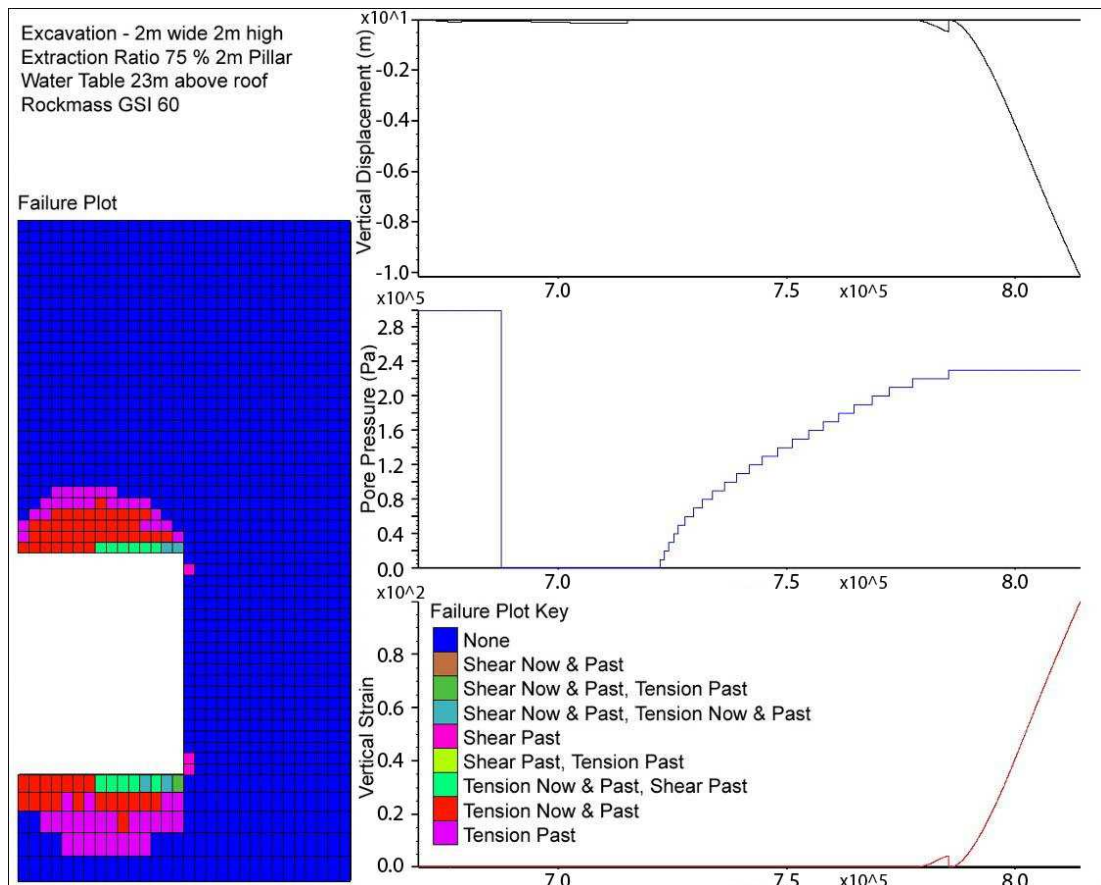 Excavation - 2m wide 2m high
Extraction Ratio 75 % 2m Pillar
Water Table 23m above roof
Rockmass GSI 60
Failure Plot
x10^1
Vertical Displacement (m)
-0.2
-0.4
-0.6
-0.8
-1.0
7.0
7.5
x10^5
8.0
x10^5
Pore Pressure (Pa)
2.8
2.4
2.0
1.6
1.2
0.8
0.4
0.0
7.0
7.5
x10^5
8.0
x10^2
Vertical Strain
0.8
0.6
0.4
0.2
0.0
7.0
7.5
x10^5
8.0
Failure Plot Key
None
Shear Now & Past
Shear Now & Past, Tension Past
Shear Now & Past, Tension Now & Past
Shear Past
Shear Past, Tension Past
Tension Now & Past, Shear Past
Tension Now & Past
Tension Past